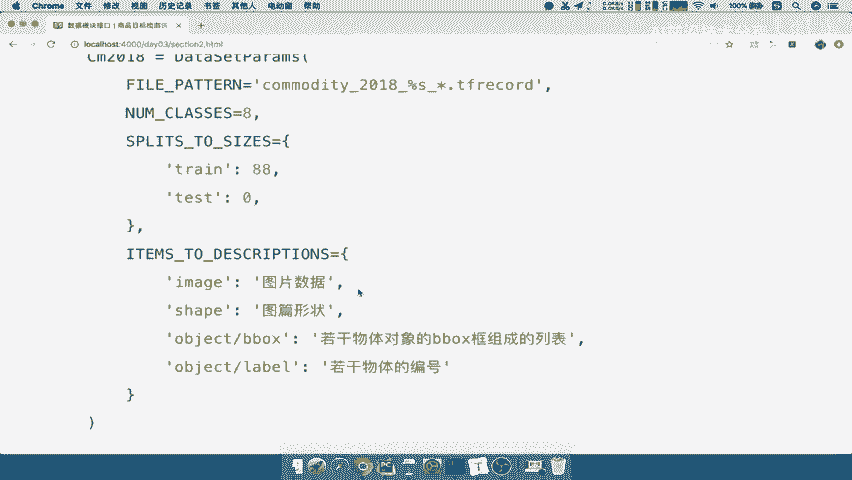 Chrome 文件 修改 视图 历史记录 书签 其他人 电动窗 帮助
100%
数据模块接口 | 商品目标检测
localhost:4000/day03/section2.html
Cm2018 = DataSetParams(
FILE_PATTERN='commodity_2018_%s_*.tfrecord',
NUM_CLASSES=8,
SPLITS_TO_SIZES={
'train': 88,
'test': 0,
},
ITEMS_TO_DESCRIPTIONS={
'image': '图片数据',
'shape': '图篇形状',
'object/bbox': '若干物体对象的bbox框组成的列表',
'object/label': '若干物体的编号'
}
)